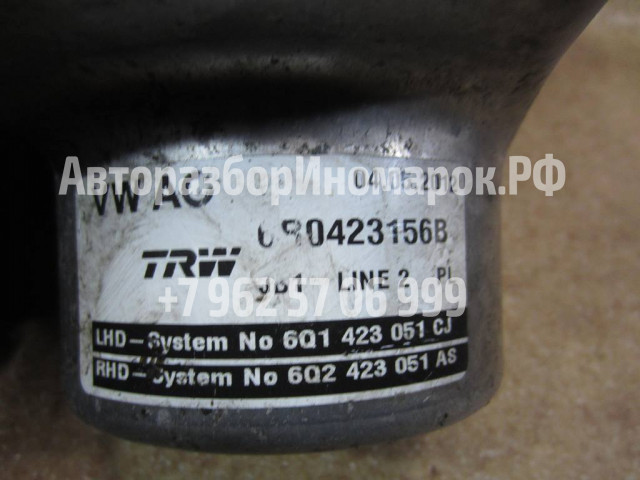 АвторазборИномарок.РФ
VW AG
6R0423156B
TRW
LINE 2 PL
+7 962 57 06 999
LHD-System No 6Q1 423 051 CJ
RHD-System No 6Q2 423 051 AS